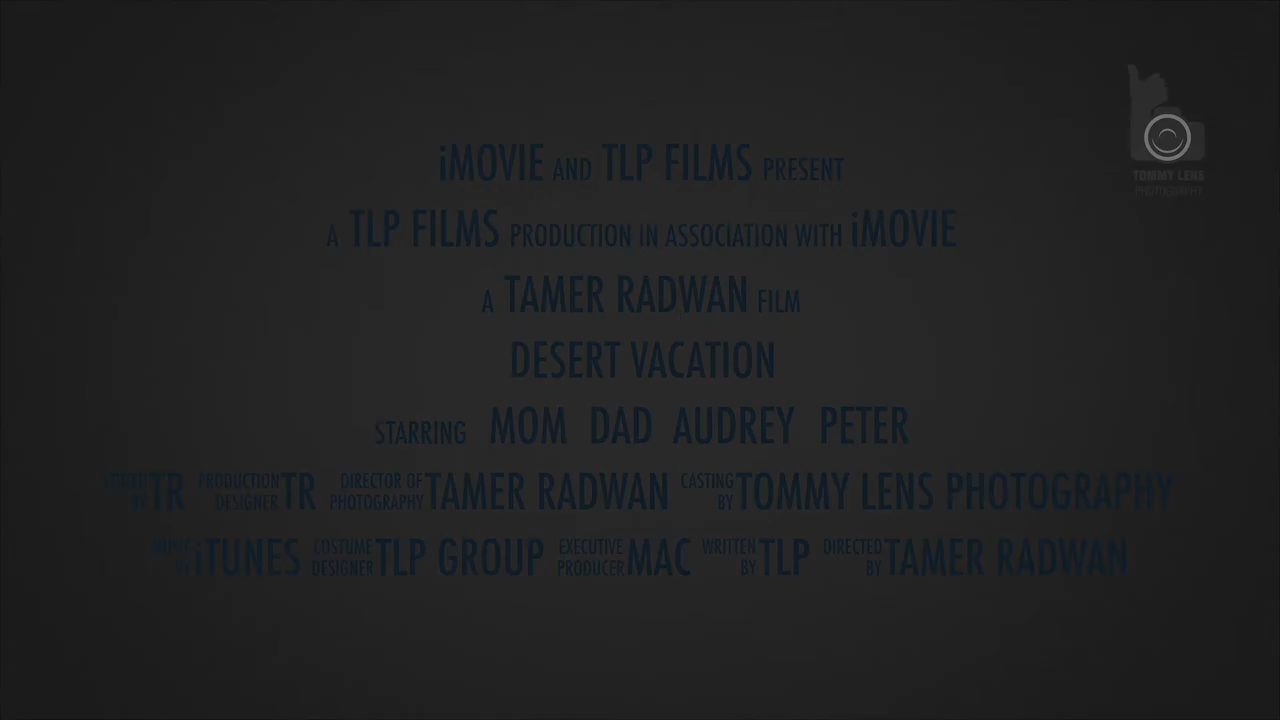 iMOVIE AND TLP FILMS PRESENT
A TLP FILMS PRODUCTION IN ASSOCIATION WITH iMOVIE
A TAMER RADWAN FILM
DESERT VACATION
STARRING MOM DAD AUDREY PETER
BY TR PRODUCTION DESIGNER TR DIRECTOR OF PHOTOGRAPHY TAMER RADWAN CASTING BY TOMMY LENS PHOTOGRAPHY
iTUNES COSTUME DESIGNER TLP GROUP EXECUTIVE PRODUCER MAC WRITTEN BY TLP DIRECTED BY TAMER RADWAN
TOMMY LENS
PHOTOGRAPHY